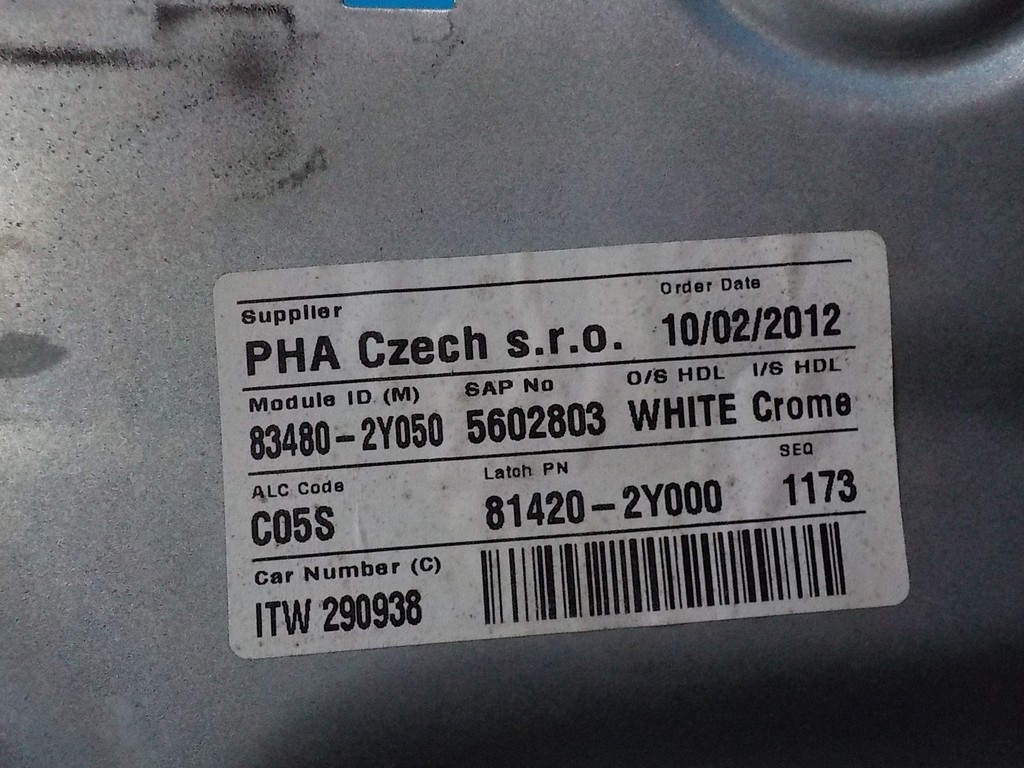 Supplier Order Date
PHA Czech s.r.o. 10/02/2012
Module ID (M) SAP No O/S HDL I/S HDL
83480-2Y050 5602803 WHITE Crome
ALC Code Latch PN SEQ
C05S 81420-2Y000 1173
Car Number (C)
ITW 290938